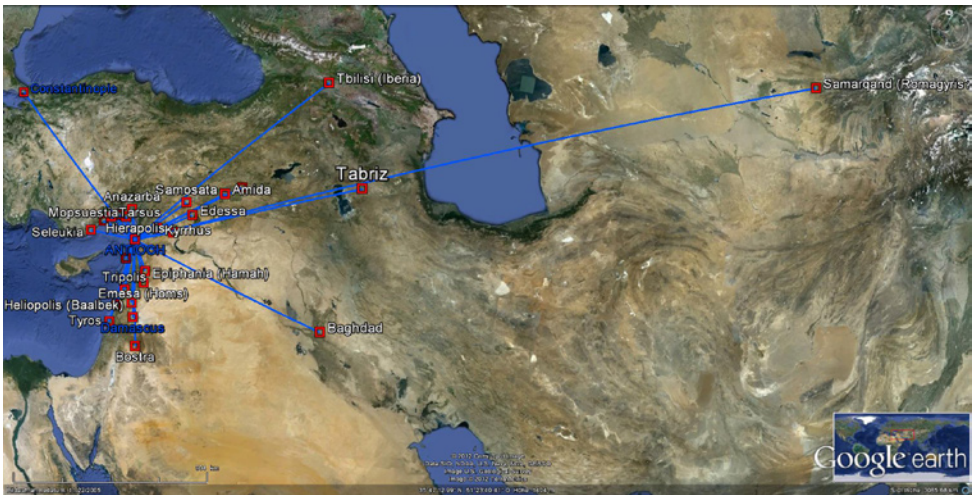 Tbilisi (Iberia)
Constantinople
Samarqand (Romagyris)
Tabriz
Samosata
Amida
Anazarba
Edessa
Mopsuestia
Tarsus
Hierapolis
Kyrrhus
Seleukia
ANTIOCH
Epiphania (Hamah)
Tripolis
Emesa (Homs)
Heliopolis (Baalbek)
Tyros
Damascus
Baghdad
Bostra
Google earth